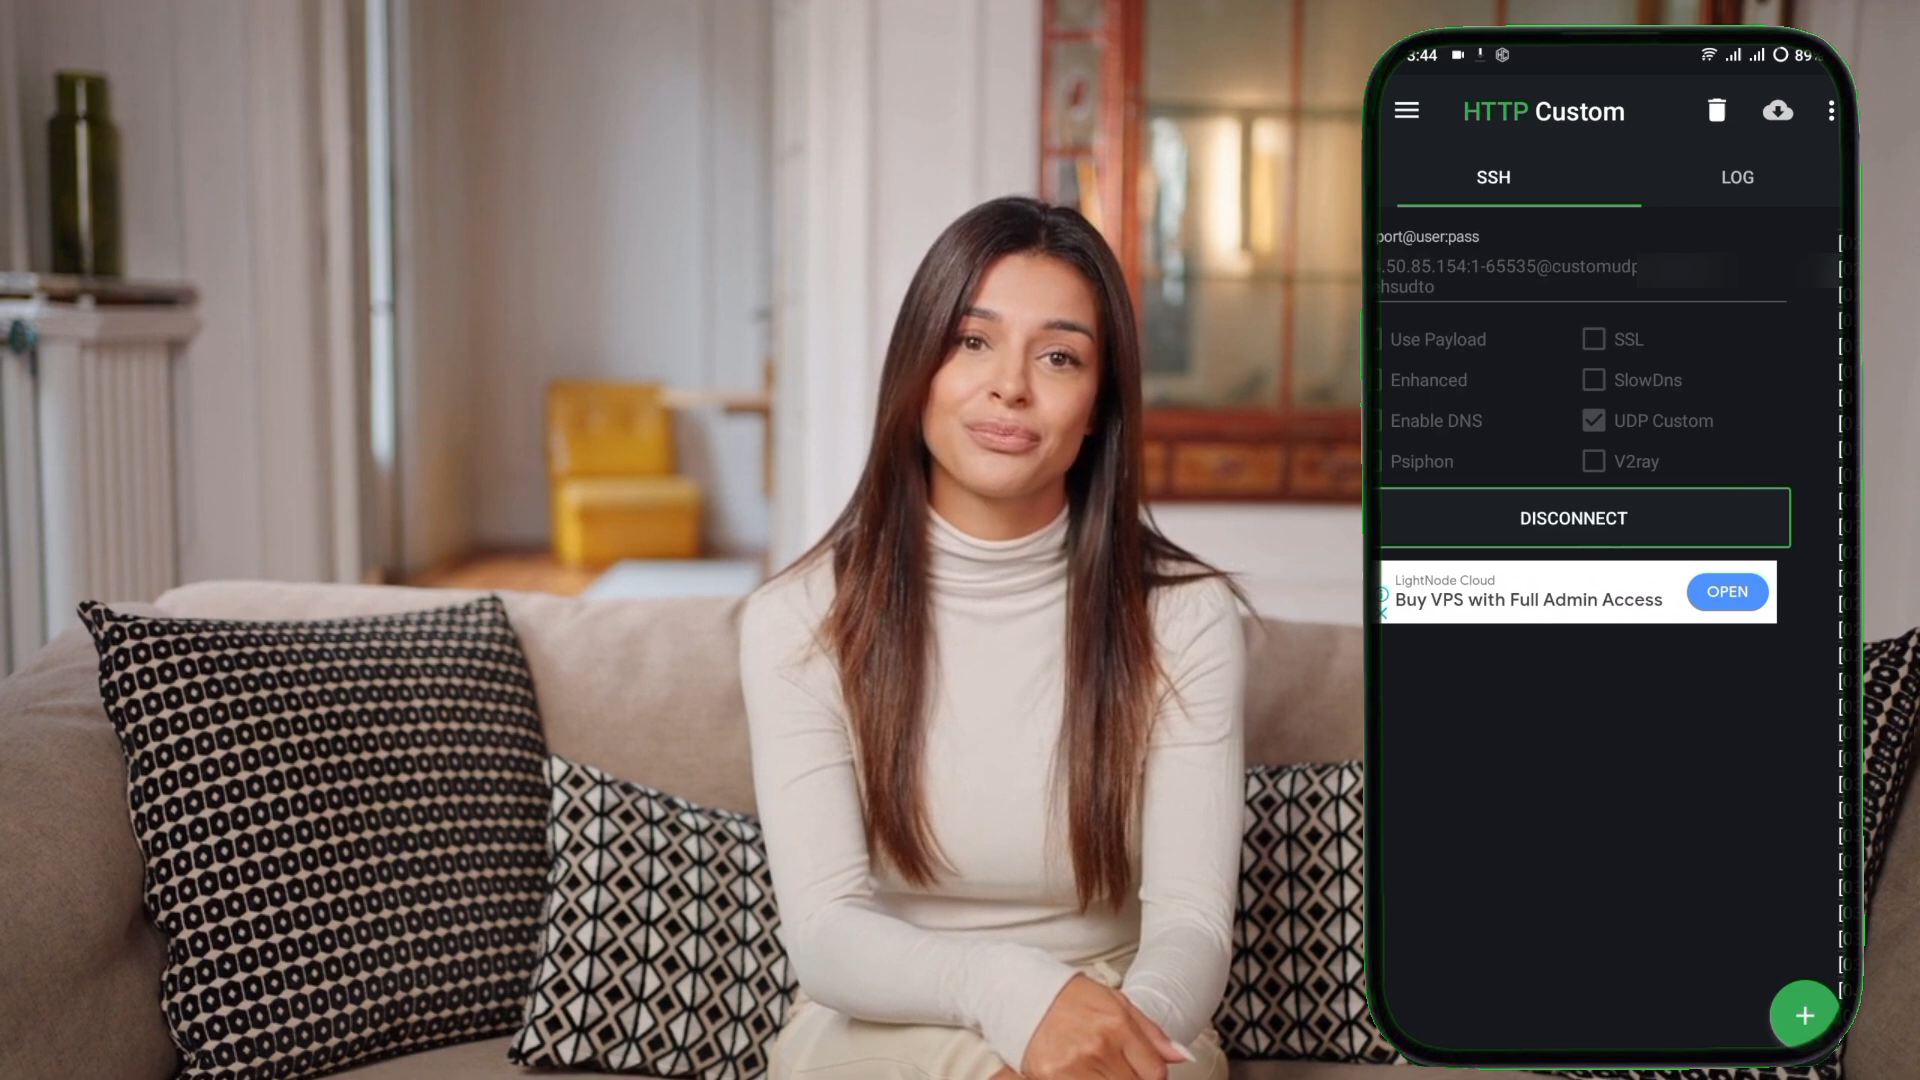 3:44 89%
HTTP Custom
SSH LOG
port@user:pass
.50.85.154:1-65535@customudp
ehsudto
Use Payload SSL
Enhanced SlowDns
Enable DNS UDP Custom
Psiphon V2ray
DISCONNECT
LightNode Cloud
Buy VPS with Full Admin Access
OPEN